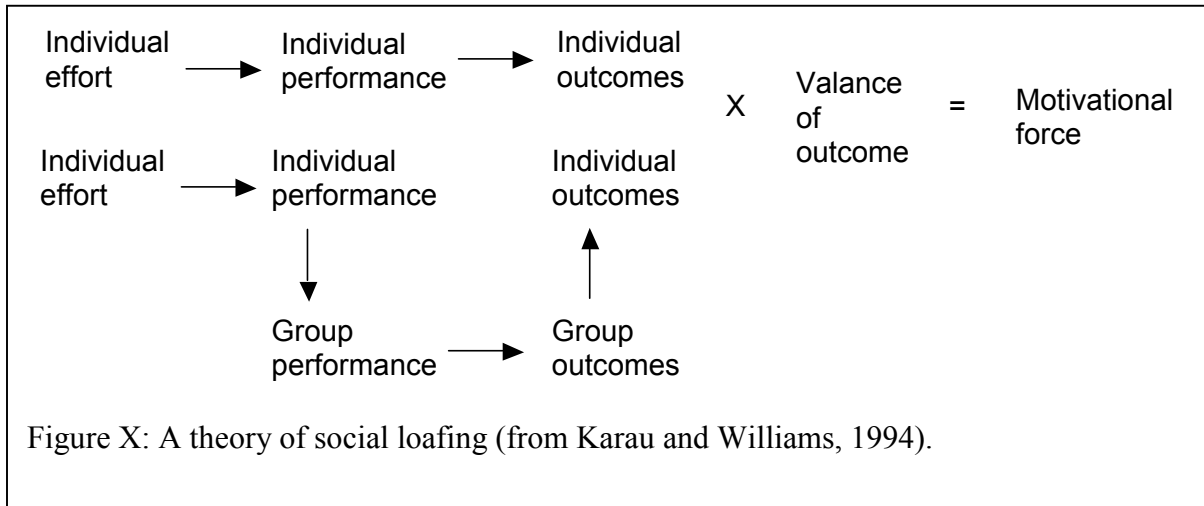 Individual
effort
Individual
performance
Individual
outcomes
X
Valance
of
outcome
=
Motivational
force
Individual
effort
Individual
performance
Individual
outcomes
Group
performance
Group
outcomes
Figure X: A theory of social loafing (from Karau and Williams, 1994).